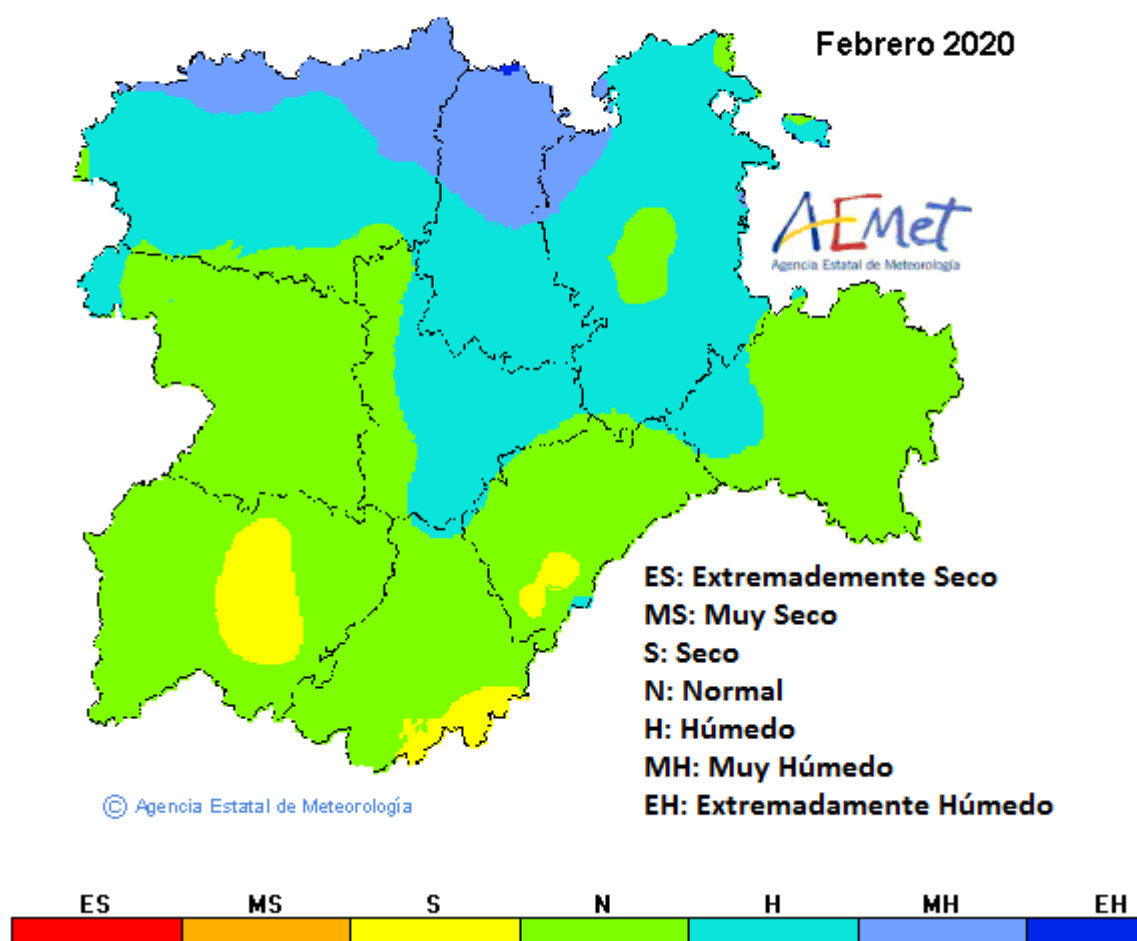 Febrero 2020
AEMet
Agencia Estatal de Meteorología
ES: Extremademente Seco
MS: Muy Seco
S: Seco
N: Normal
H: Húmedo
MH: Muy Húmedo
EH: Extremadamente Húmedo
© Agencia Estatal de Meteorología
ES MS S N H MH EH